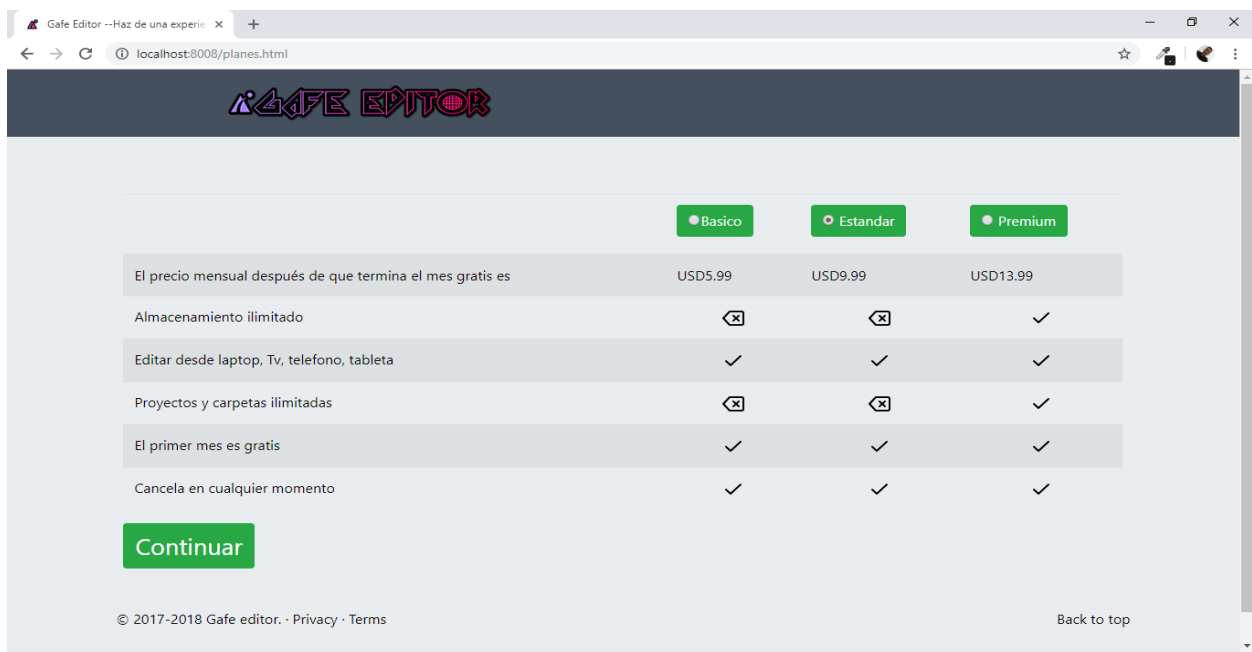 Gafe Editor --Haz de una experie
localhost:8008/planes.html
GAFE EDITOR
Basico Estandar Premium
El precio mensual después de que termina el mes gratis es USD5.99 USD9.99 USD13.99
Almacenamiento ilimitado
Editar desde laptop, Tv, telefono, tableta
Proyectos y carpetas ilimitadas
El primer mes es gratis
Cancela en cualquier momento
Continuar
© 2017-2018 Gafe editor. · Privacy · Terms Back to top